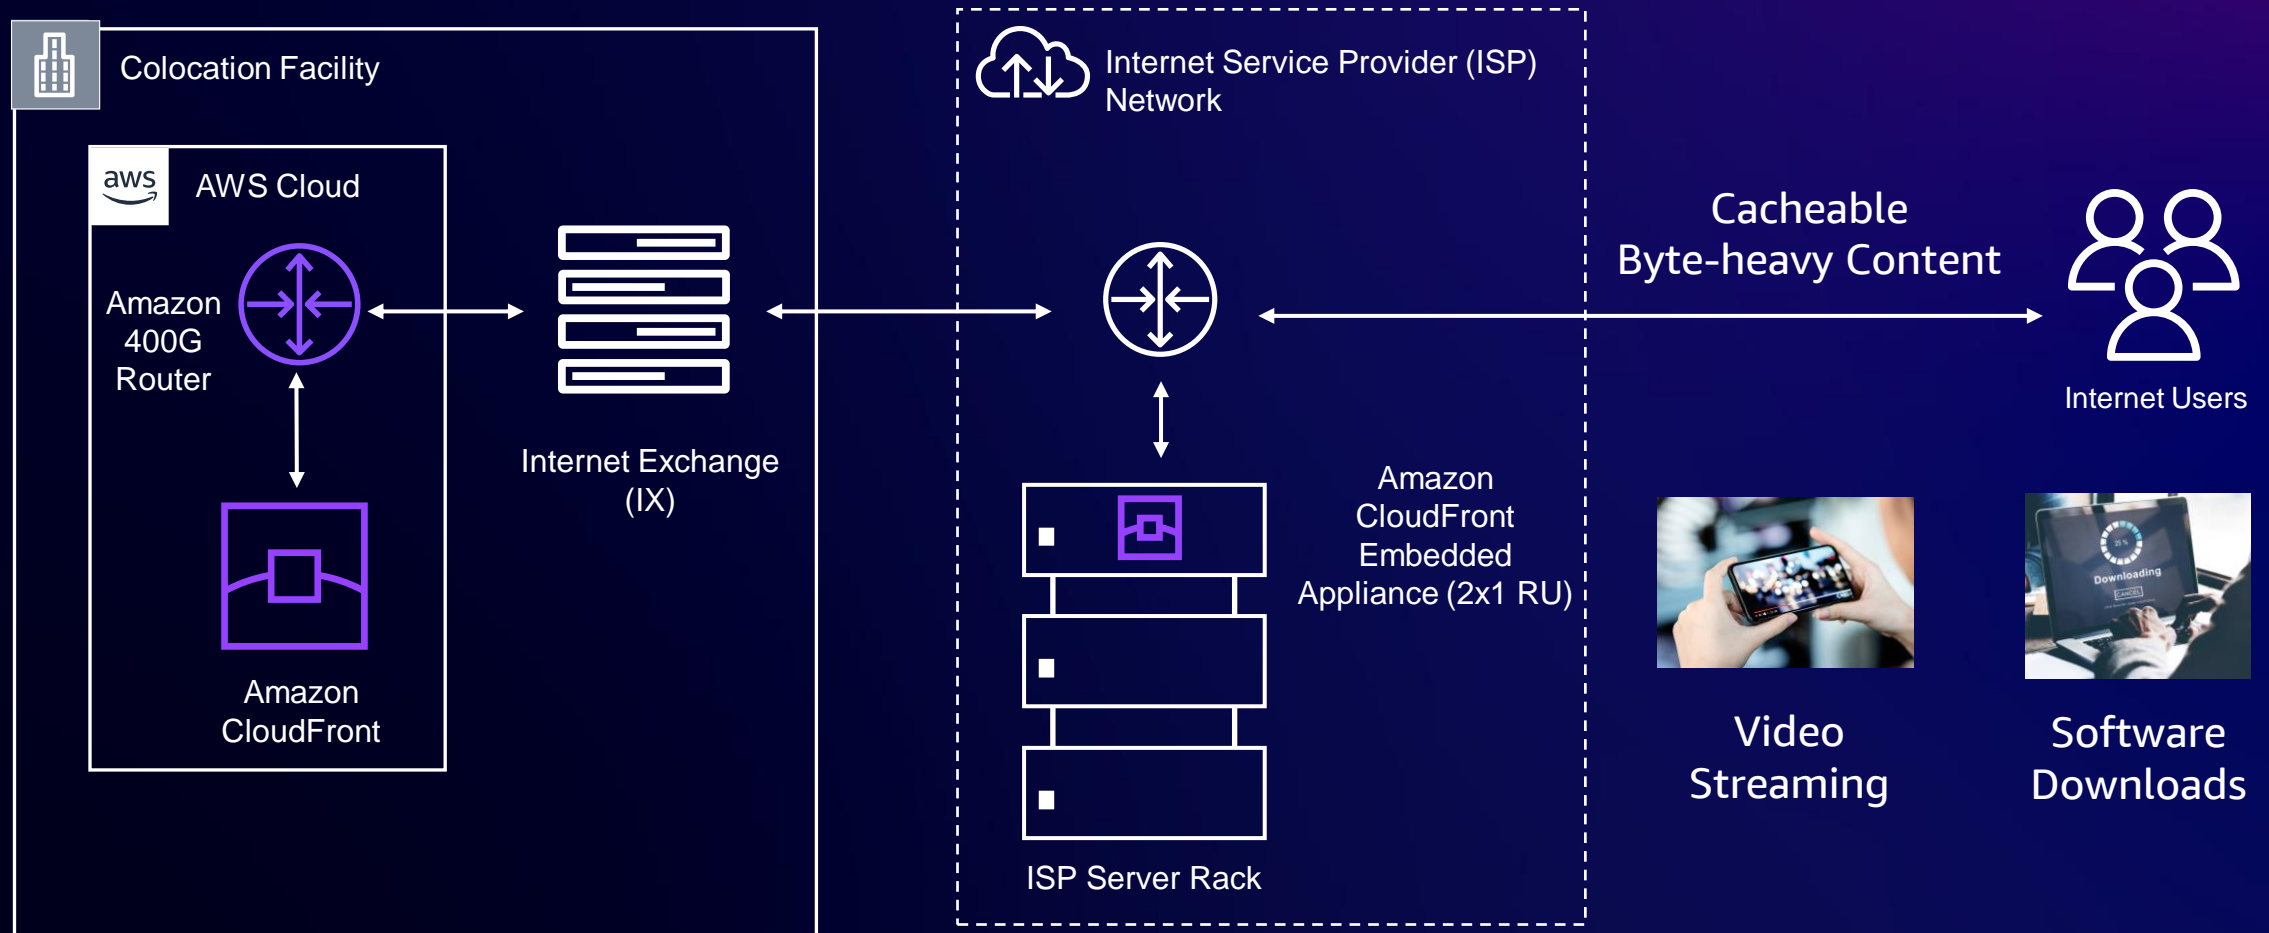 Colocation Facility
aws
AWS Cloud
Amazon
400G
Router
Amazon
CloudFront
Internet Exchange
(IX)
Internet Service Provider (ISP)
Network
Amazon
CloudFront
Embedded
Appliance (2x1 RU)
ISP Server Rack
Cacheable
Byte-heavy Content
Internet Users
Video
Streaming
25 %
Downloading
CANCEL
Software
Downloads